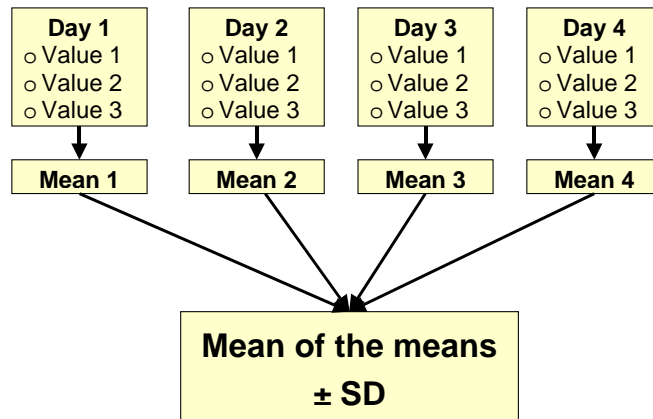 Day 1
o Value 1
o Value 2
o Value 3
Day 2
o Value 1
o Value 2
o Value 3
Day 3
o Value 1
o Value 2
o Value 3
Day 4
o Value 1
o Value 2
o Value 3
Mean 1
Mean 2
Mean 3
Mean 4
Mean of the means
± SD